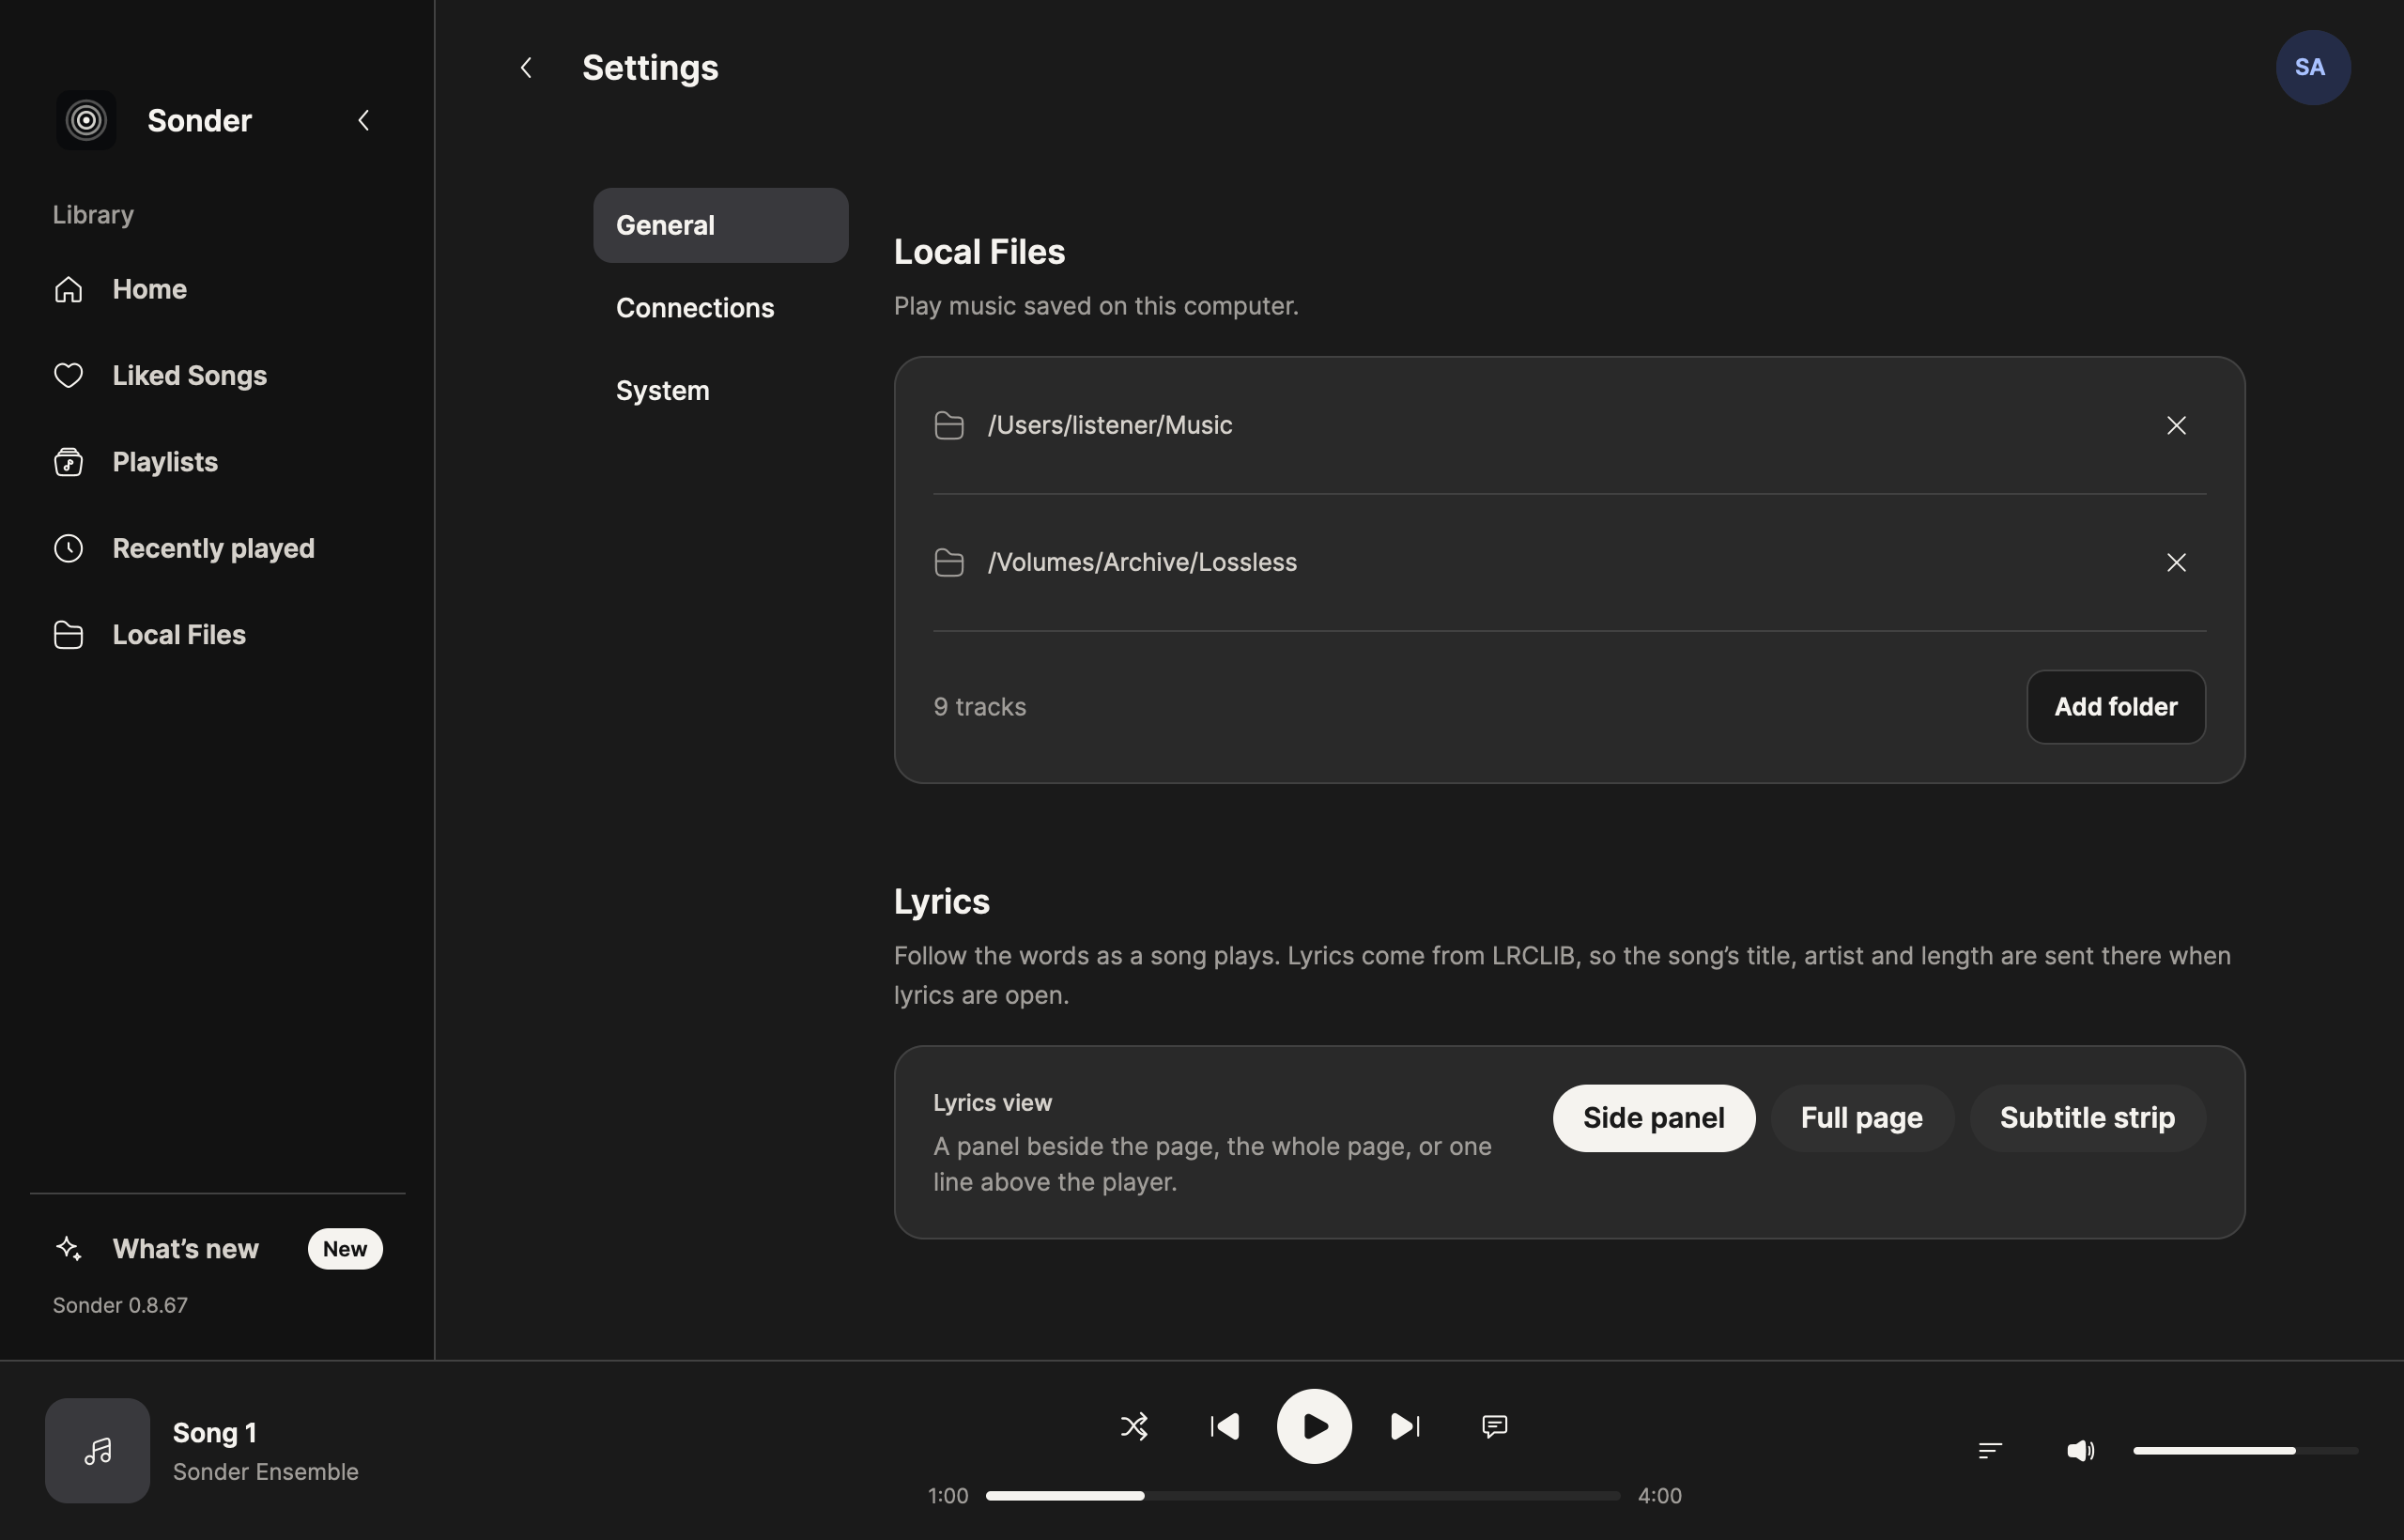 Settings
SA
Sonder
Library
Home
Liked Songs
Playlists
Recently played
Local Files
What’s new
New
Sonder 0.8.67
General
Connections
System
Local Files
Play music saved on this computer.
/Users/listener/Music
/Volumes/Archive/Lossless
9 tracks
Add folder
Lyrics
Follow the words as a song plays. Lyrics come from LRCLIB, so the song’s title, artist and length are sent there when
lyrics are open.
Lyrics view
A panel beside the page, the whole page, or one
line above the player.
Side panel
Full page
Subtitle strip
Song 1
Sonder Ensemble
1:00
4:00